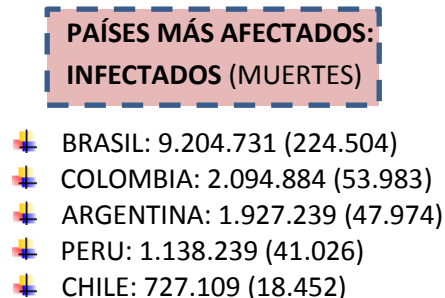 PAÍSES MÁS AFECTADOS:
INFECTADOS (MUERTES)
BRASIL: 9.204.731 (224.504)
COLOMBIA: 2.094.884 (53.983)
ARGENTINA: 1.927.239 (47.974)
PERU: 1.138.239 (41.026)
CHILE: 727.109 (18.452)